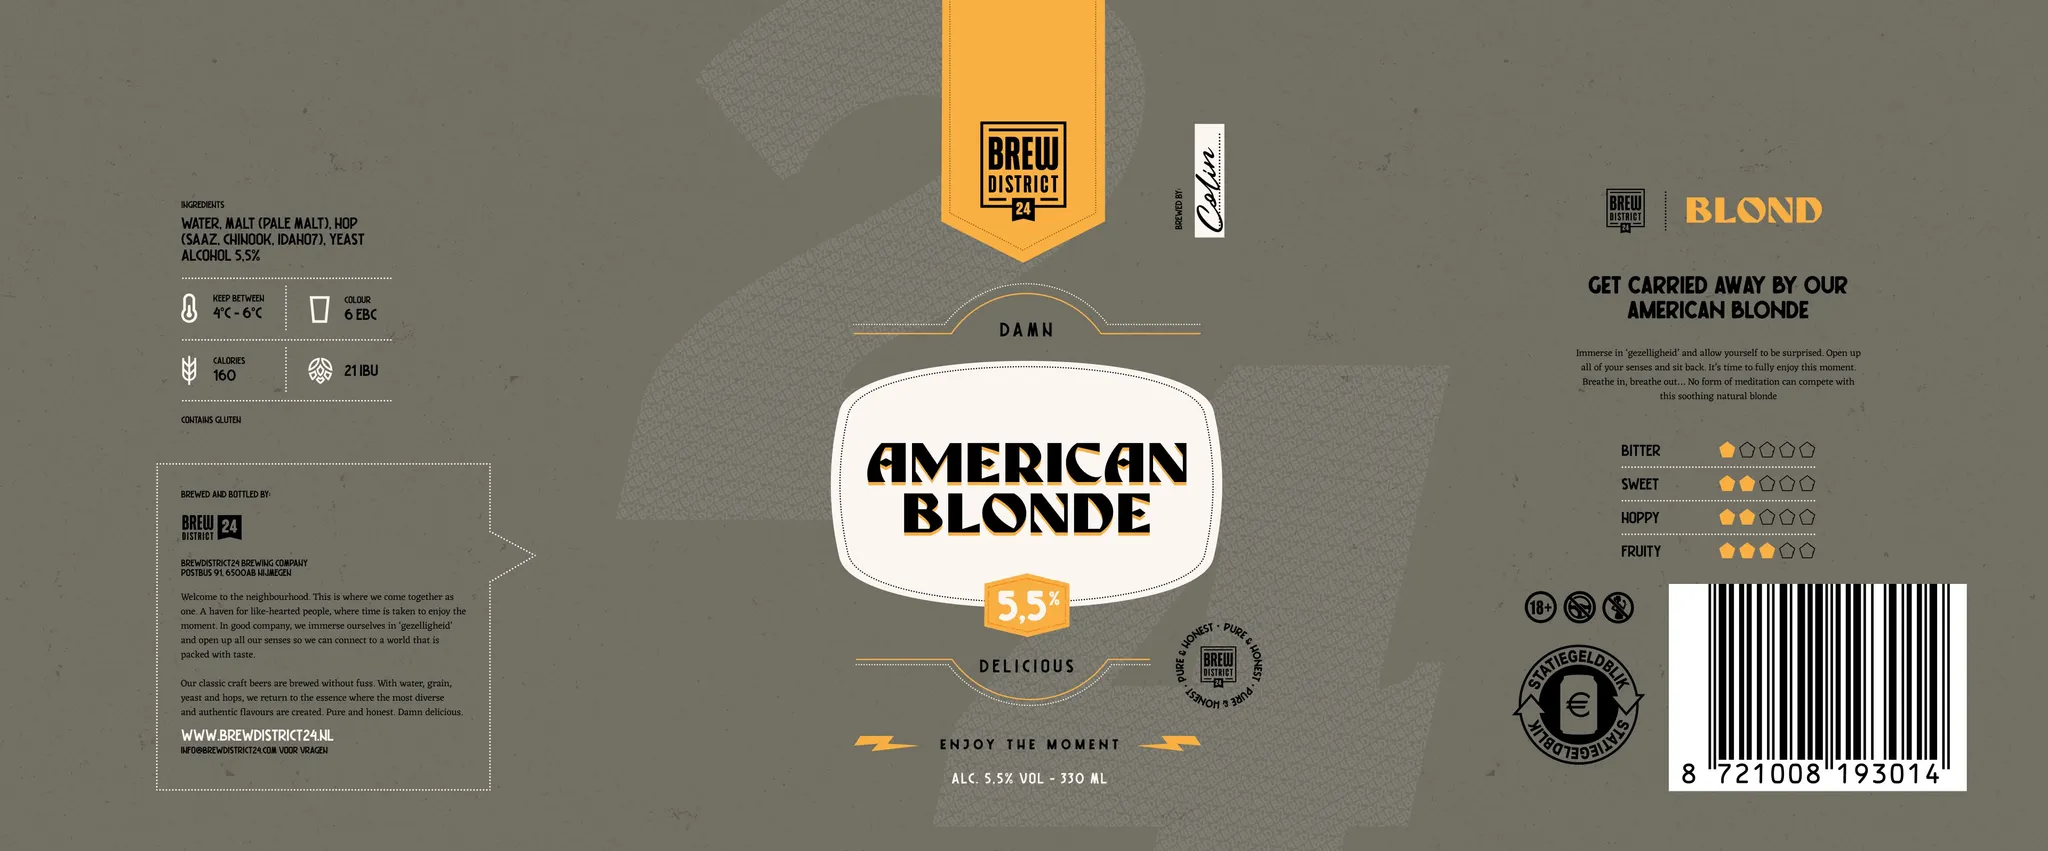 INGREDIENTS
WATER, MALT (PALE MALT), HOP
(SAAZ, CHINOOK, IDAHO7), YEAST
ALCOHOL 5,5%
KEEP BETWEEN
4°C - 6°C
COLOUR
6 EBC
CALORIES
160
21 IBU
CONTAINS GLUTEN
BREWED AND BOTTLED BY:
BREW
DISTRICT
24
BREWDISTRICT24 BREWING COMPANY
POSTBUS 91, 6500AB NIJMEGEN
Welcome to the neighbourhood. This is where we come together as
one. A haven for like-hearted people, where time is taken to enjoy the
moment. In good company, we immerse ourselves in 'gezelligheid'
and open up all our senses so we can connect to a world that is
packed with taste.
Our classic craft beers are brewed without fuss. With water, grain,
yeast and hops, we return to the essence where the most diverse
and authentic flavours are created. Pure and honest. Damn delicious.
WWW.BREWDISTRICT24.NL
INFO@BREWDISTRICT24.COM VOOR VRAGEN
24
BREW
DISTRICT
24
BREWED BY:
Colin
DAMN
AMERICAN
BLONDE
5,5%
DELICIOUS
PURE & HONEST · PURE & HONEST · PURE & HONEST ·
BREW
DISTRICT
24
ENJOY THE MOMENT
ALC. 5,5% VOL - 330 ML
BREW
DISTRICT
24
BLOND
GET CARRIED AWAY BY OUR
AMERICAN BLONDE
Immerse in 'gezelligheid' and allow yourself to be surprised. Open up
all of your senses and sit back. It's time to fully enjoy this moment.
Breathe in, breathe out... No form of meditation can compete with
this soothing natural blonde
BITTER
SWEET
HOPPY
FRUITY
18+
STATIEGELDBLIK
€
STATIEGELDBLIK
8 721008 193014